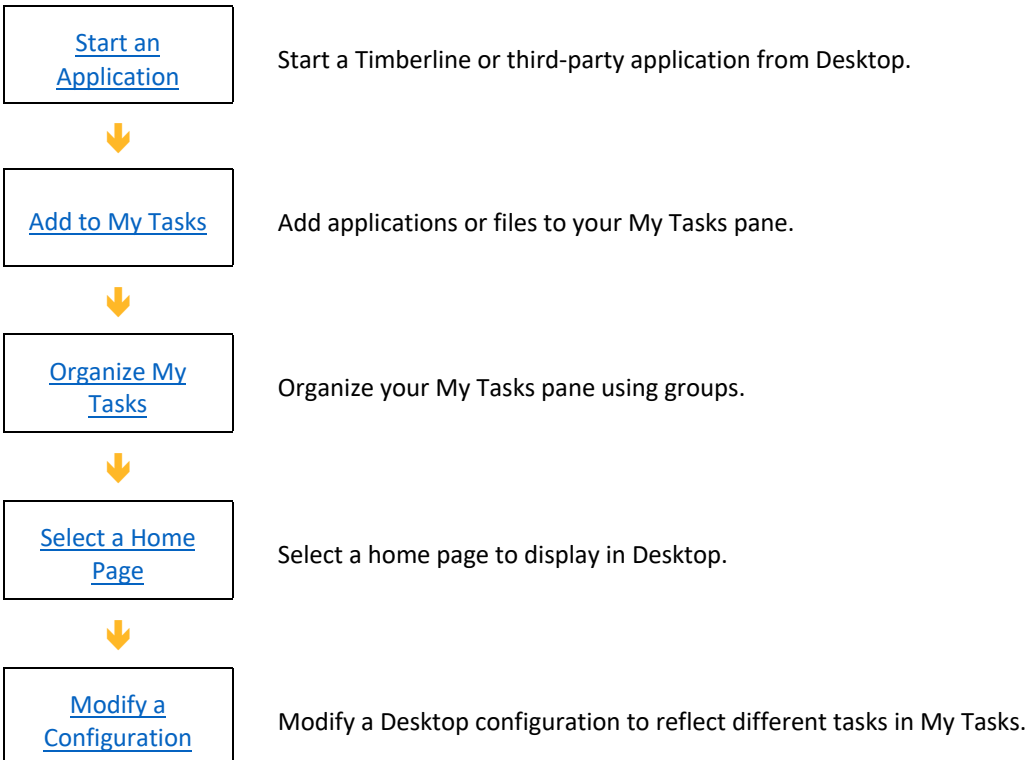 Start an
Application
Start a Timberline or third-party application from Desktop.
Add to My Tasks
Add applications or files to your My Tasks pane.
Organize My
Tasks
Organize your My Tasks pane using groups.
Select a Home
Page
Select a home page to display in Desktop.
Modify a
Configuration
Modify a Desktop configuration to reflect different tasks in My Tasks.